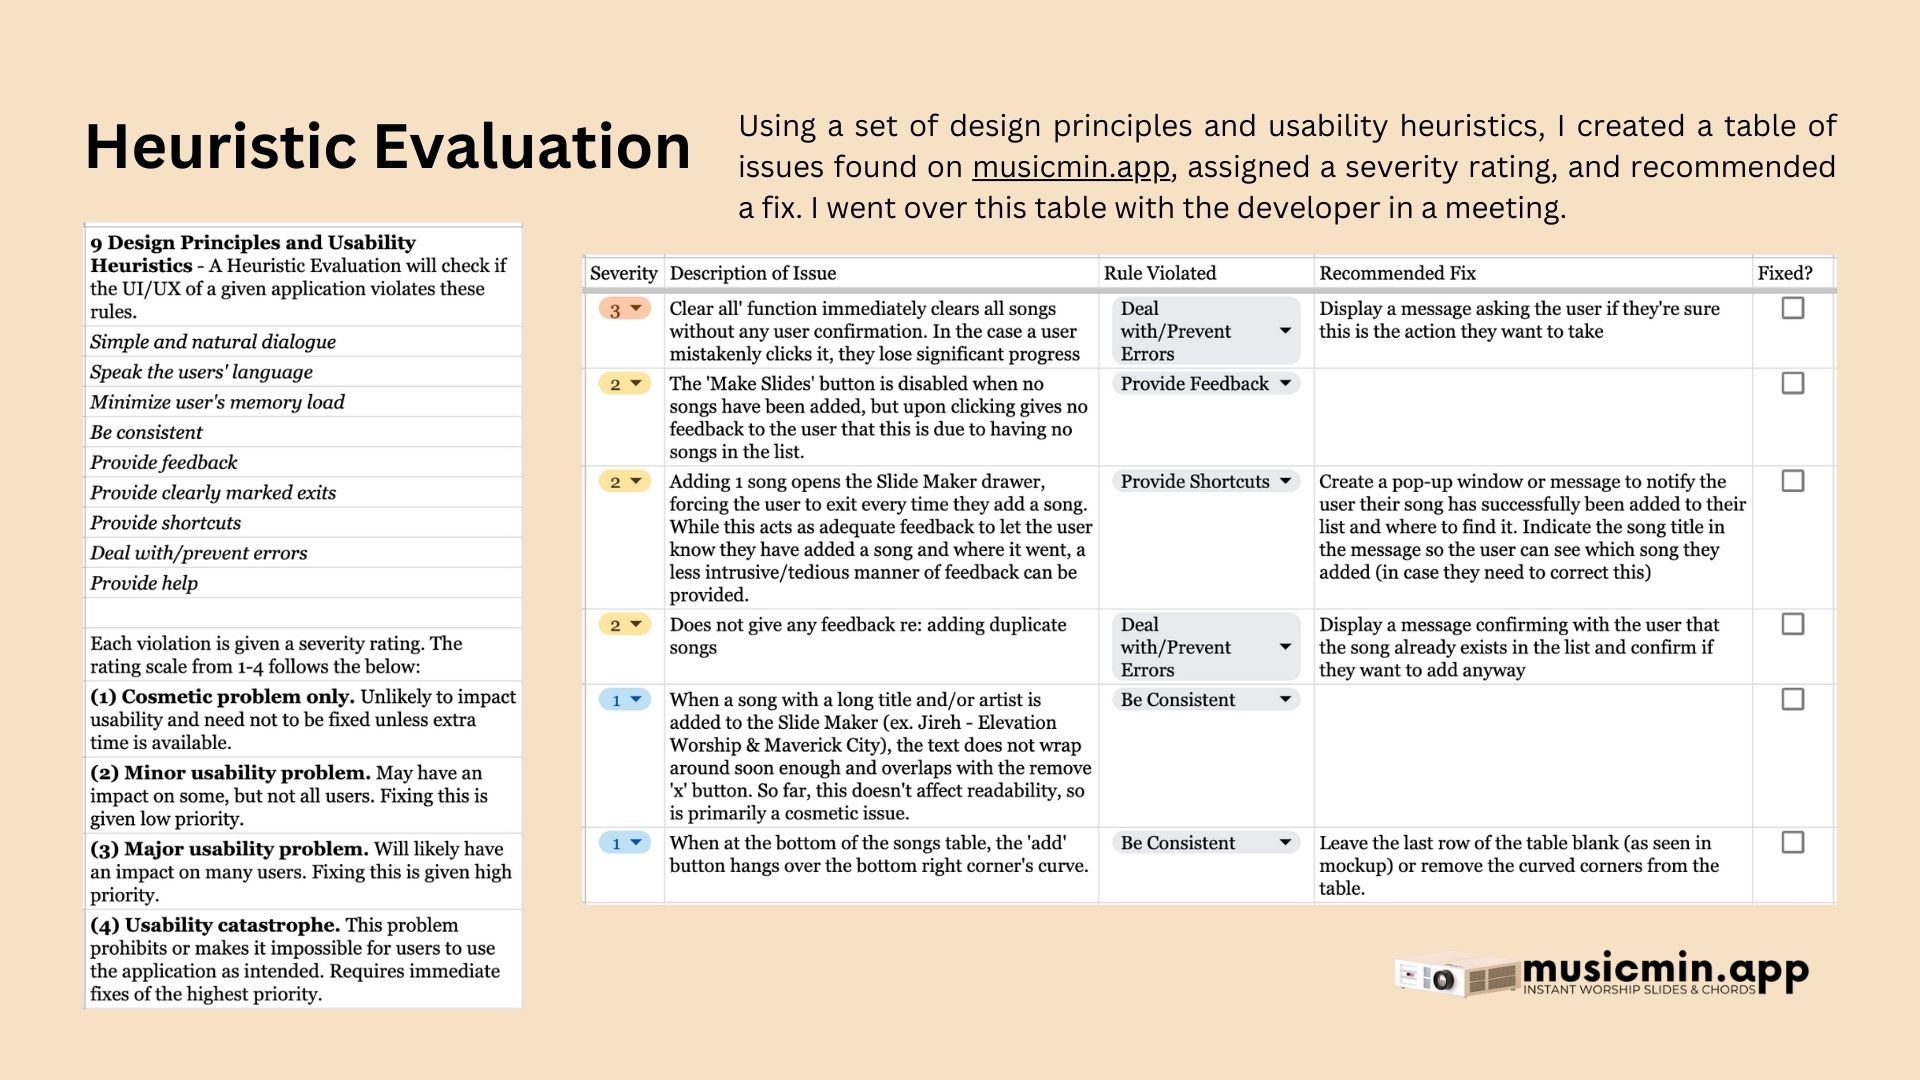 Heuristic Evaluation
Using a set of design principles and usability heuristics, I created a table of
issues found on musicmin.app, assigned a severity rating, and recommended
a fix. I went over this table with the developer in a meeting.
9 Design Principles and Usability
Heuristics - A Heuristic Evaluation will check if
the UI/UX of a given application violates these
rules.
Simple and natural dialogue
Speak the users' language
Minimize user's memory load
Be consistent
Provide feedback
Provide clearly marked exits
Provide shortcuts
Deal with/prevent errors
Provide help
Each violation is given a severity rating. The
rating scale from 1-4 follows the below:
(1) Cosmetic problem only. Unlikely to impact
usability and need not to be fixed unless extra
time is available.
(2) Minor usability problem. May have an
impact on some, but not all users. Fixing this is
given low priority.
(3) Major usability problem. Will likely have
an impact on many users. Fixing this is given high
priority.
(4) Usability catastrophe. This problem
prohibits or makes it impossible for users to use
the application as intended. Requires immediate
fixes of the highest priority.
Severity Description of Issue Rule Violated Recommended Fix Fixed?
3
Clear all' function immediately clears all songs
without any user confirmation. In the case a user
mistakenly clicks it, they lose significant progress
Deal
with/Prevent
Errors
Display a message asking the user if they're sure
this is the action they want to take
2
The 'Make Slides' button is disabled when no
songs have been added, but upon clicking gives no
feedback to the user that this is due to having no
songs in the list.
Provide Feedback
2
Adding 1 song opens the Slide Maker drawer,
forcing the user to exit every time they add a song.
While this acts as adequate feedback to let the user
know they have added a song and where it went, a
less intrusive/tedious manner of feedback can be
provided.
Provide Shortcuts
Create a pop-up window or message to notify the
user their song has successfully been added to their
list and where to find it. Indicate the song title in
the message so the user can see which song they
added (in case they need to correct this)
2
Does not give any feedback re: adding duplicate
songs
Deal
with/Prevent
Errors
Display a message confirming with the user that
the song already exists in the list and confirm if
they want to add anyway
1
When a song with a long title and/or artist is
added to the Slide Maker (ex. Jireh - Elevation
Worship & Maverick City), the text does not wrap
around soon enough and overlaps with the remove
'x' button. So far, this doesn't affect readability, so
is primarily a cosmetic issue.
Be Consistent
1
When at the bottom of the songs table, the 'add'
button hangs over the bottom right corner's curve.
Be Consistent
Leave the last row of the table blank (as seen in
mockup) or remove the curved corners from the
table.
musicmin.app
INSTANT WORSHIP SLIDES & CHORDS